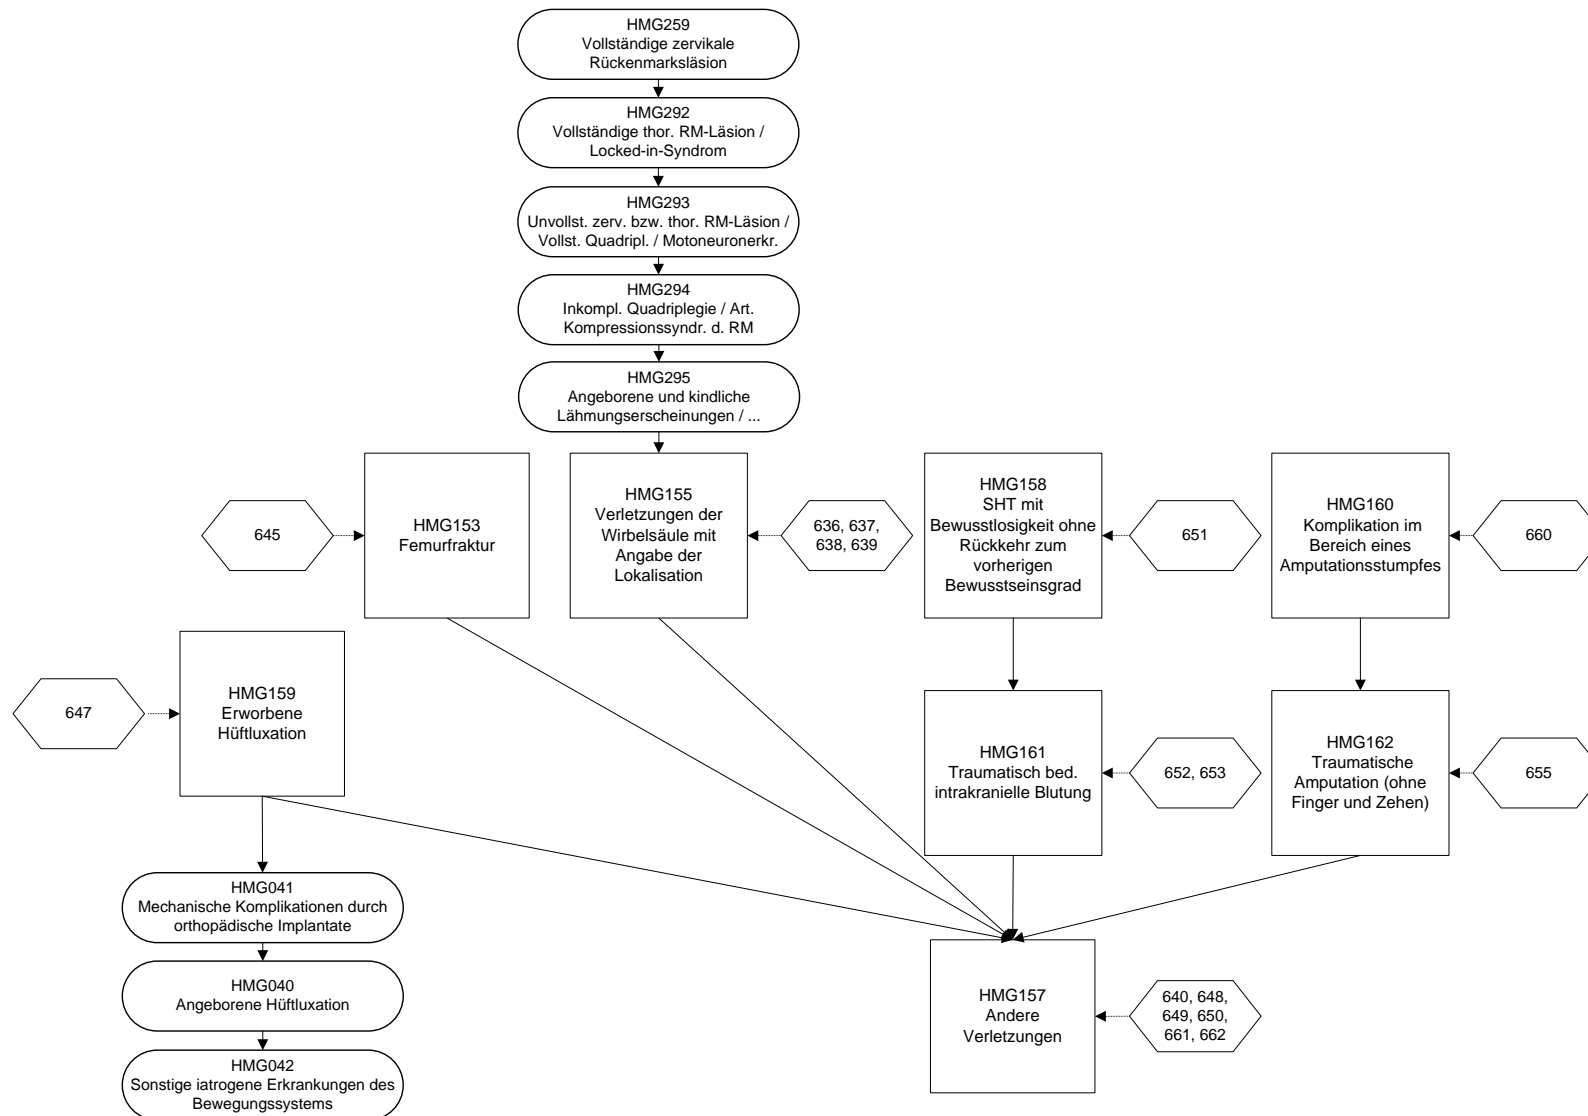 HMG259
Vollständige zervikale
Rückenmarksläsion
HMG292
Vollständige thor. RM-Läsion /
Locked-in-Syndrom
HMG293
Unvollst. zerv. bzw. thor. RM-Läsion /
Vollst. Quadripl. / Motoneuronerkr.
HMG294
Inkompl. Quadriplegie / Art.
Kompressionssyndr. d. RM
HMG295
Angeborene und kindliche
Lähmungserscheinungen / ...
645
HMG153
Femurfraktur
HMG155
Verletzungen der
Wirbelsäule mit
Angabe der
Lokalisation
636, 637,
638, 639
HMG158
SHT mit
Bewusstlosigkeit ohne
Rückkehr zum
vorherigen
Bewusstseinsgrad
651
HMG160
Komplikation im
Bereich eines
Amputationsstumpfes
660
647
HMG159
Erworbene
Hüftluxation
HMG161
Traumatisch bed.
intrakranielle Blutung
652, 653
HMG162
Traumatische
Amputation (ohne
Finger und Zehen)
655
HMG041
Mechanische Komplikationen durch
orthopädische Implantate
HMG040
Angeborene Hüftluxation
HMG042
Sonstige iatrogene Erkrankungen des
Bewegungssystems
HMG157
Andere
Verletzungen
640, 648,
649, 650,
661, 662